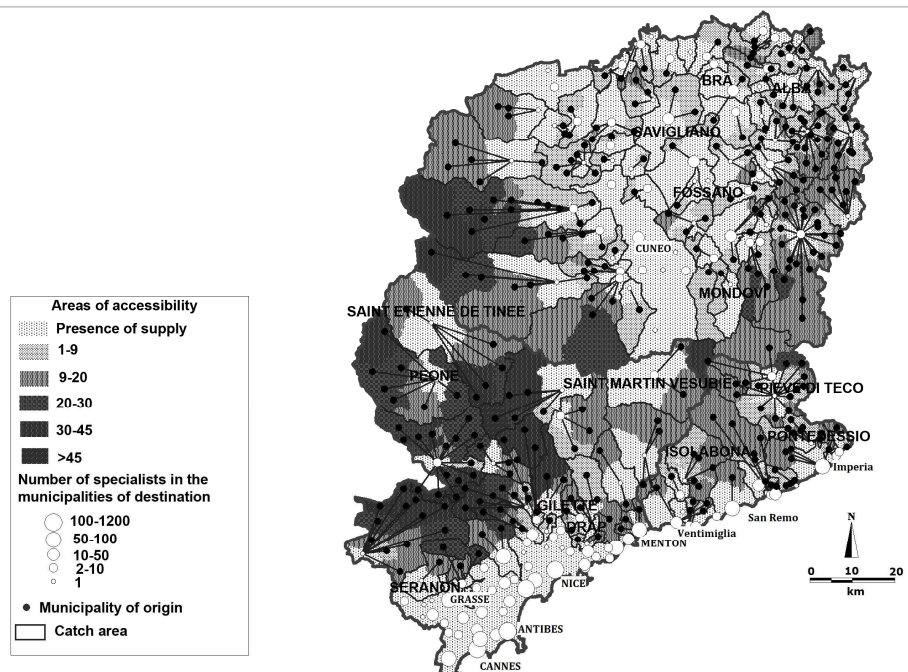 BRA
ALBA
SAVIGLIANO
FOSSANO
CUNEO
MONDOVI
SAINT ETIENNE DE TINEE
PEONE
SAINT MARTIN VESUBIE
PIEVE DI TECO
PONTEDESSIO
ISOLABONA
Imperia
GILETTE
DRAP
San Remo
Ventimiglia
MENTON
NICE
SERANON
GRASSE
ANTIBES
CANNES
Areas of accessibility
Presence of supply
1-9
9-20
20-30
30-45
>45
Number of specialists in the
municipalities of destination
100-1200
50-100
10-50
2-10
1
Municipality of origin
Catch area
N
0 10 20
km